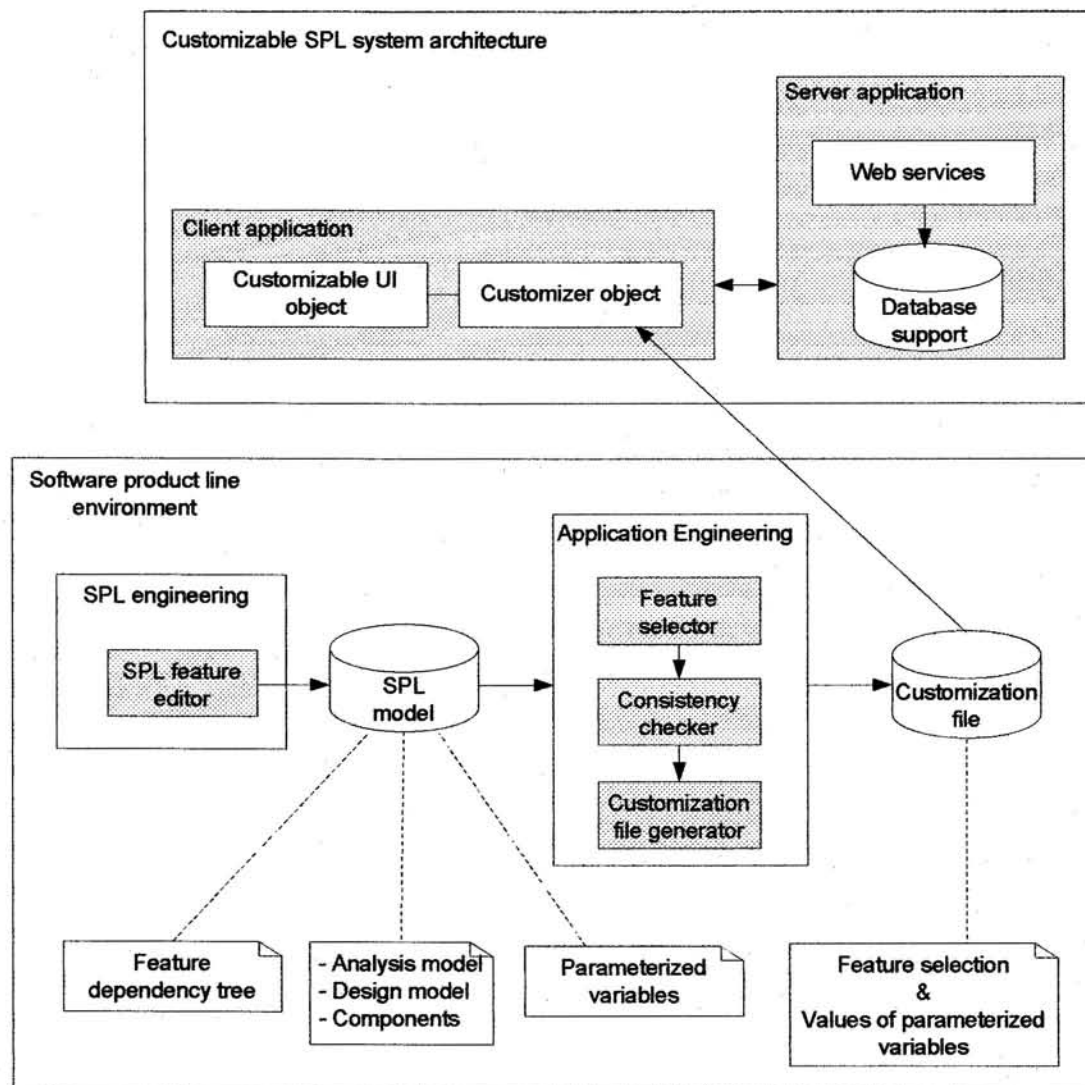 Customizable SPL system architecture
Server application
Web services
Database
support
Client application
Customizable UI
object
Customizer object
Software product line
environment
SPL engineering
SPL feature
editor
SPL
model
Application Engineering
Feature
selector
Consistency
checker
Customization
file generator
Customization
file
Feature
dependency tree
- Analysis model
- Design model
- Components
Parameterized
variables
Feature selection
&
Values of parameterized
variables